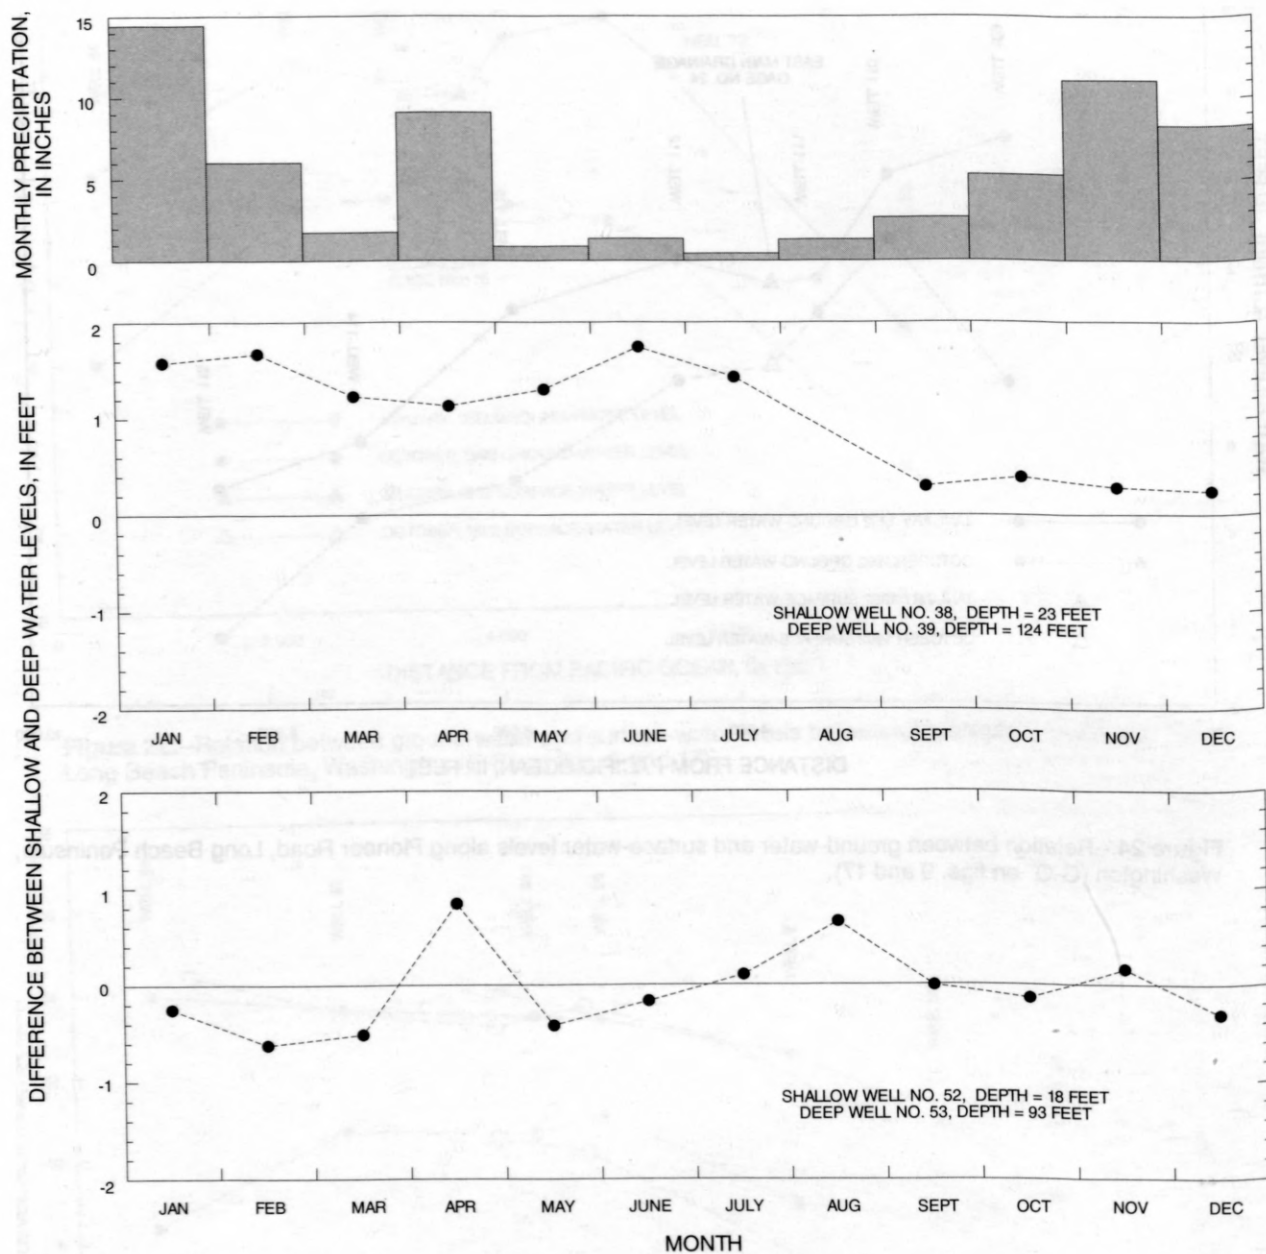 MONTHLY PRECIPITATION,
IN INCHES
15
10
5
0
DIFFERENCE BETWEEN SHALLOW AND DEEP WATER LEVELS, IN FEET
2
1
0
-1
-2
SHALLOW WELL NO. 38, DEPTH = 23 FEET
DEEP WELL NO. 39, DEPTH = 124 FEET
JAN FEB MAR APR MAY JUNE JULY AUG SEPT OCT NOV DEC
2
1
0
-1
-2
SHALLOW WELL NO. 52, DEPTH = 18 FEET
DEEP WELL NO. 53, DEPTH = 93 FEET
JAN FEB MAR APR MAY JUNE JULY AUG SEPT OCT NOV DEC
MONTH